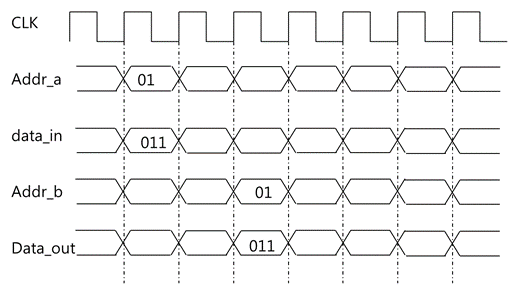 CLK
Addr_a 01
data_in 011
Addr_b 01
Data_out 011